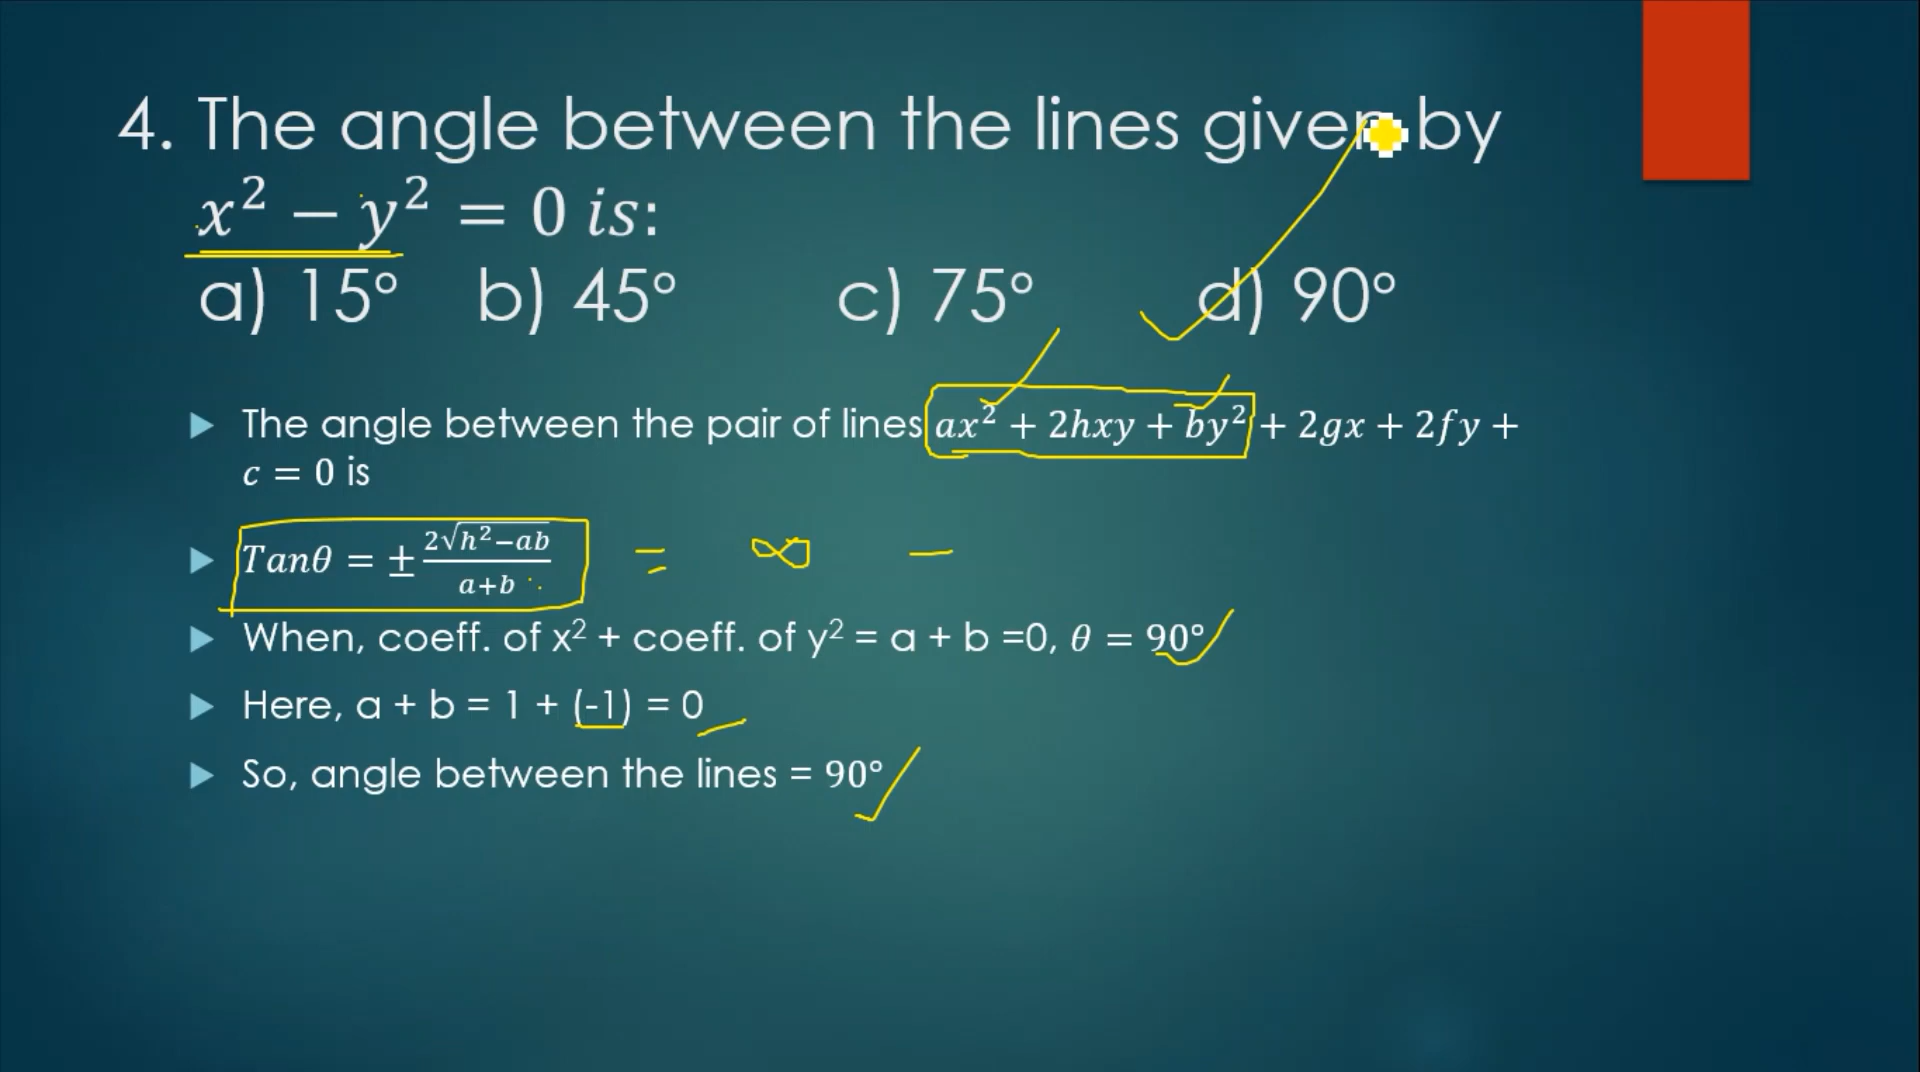 4. The angle between the lines given by
x² − y² = 0 is:
a) 15° b) 45° c) 75° d) 90°
The angle between the pair of lines ax² + 2hxy + by² + 2gx + 2fy +
c = 0 is
Tanθ = ± 2√h²−ab / a+b = ∞ −
When, coeff. of x² + coeff. of y² = a + b =0, θ = 90°
Here, a + b = 1 + (-1) = 0
So, angle between the lines = 90°